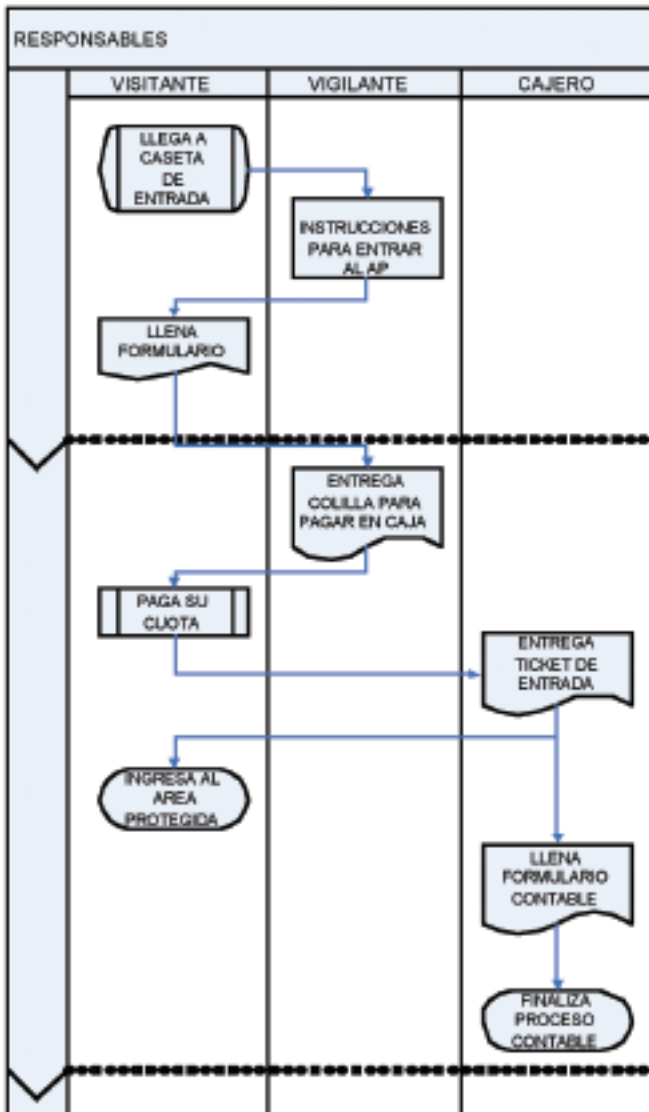 RESPONSABLES
VISITANTE
VIGILANTE
CAJERO
LLEGA A
CASETA
DE
ENTRADA
INSTRUCCIONES
PARA ENTRAR
AL AP
LLENA
FORMULARIO
ENTREGA
COLILLA PARA
PAGAR EN CAJA
PAGA SU
CUOTA
ENTREGA
TICKET DE
ENTRADA
INGRESA AL
AREA
PROTEGIDA
LLENA
FORMULARIO
CONTABLE
FINALIZA
PROCESO
CONTABLE